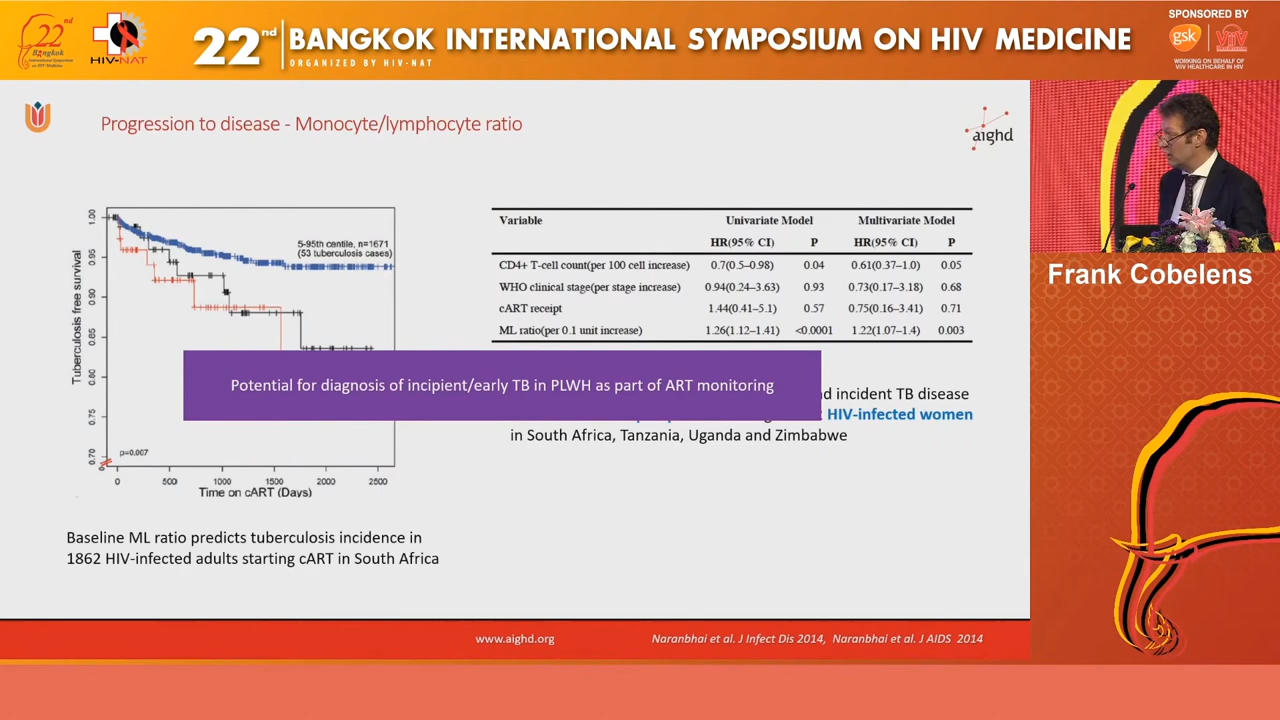 22nd
Bangkok
International Symposium
on HIV Medicine
HIV-NAT
22nd
BANGKOK INTERNATIONAL SYMPOSIUM ON HIV MEDICINE
ORGANIZED BY HIV-NAT
SPONSORED BY
gsk
ViiV
Healthcare
WORKING ON BEHALF OF
VIIV HEALTHCARE IN HIV
Progression to disease - Monocyte/lymphocyte ratio
aighd
Tuberculosis free survival
1.00
0.95
0.90
0.85
0.80
0.75
0.70
0
5-95th centile, n=1671
(53 tuberculosis cases)
p=0.007
0 500 1000 1500 2000 2500
Time on cART (Days)
Baseline ML ratio predicts tuberculosis incidence in
1862 HIV-infected adults starting cART in South Africa
Variable Univariate Model Multivariate Model
HR(95% CI) P HR(95% CI) P
CD4+ T-cell count(per 100 cell increase) 0.7(0.5–0.98) 0.04 0.61(0.37–1.0) 0.05
WHO clinical stage(per stage increase) 0.94(0.24–3.63) 0.93 0.73(0.17–3.18) 0.68
cART receipt 1.44(0.41–5.1) 0.57 0.75(0.16–3.41) 0.71
ML ratio(per 0.1 unit increase) 1.26(1.12–1.41) <0.0001 1.22(1.07–1.4) 0.003
Potential for diagnosis of incipient/early TB in PLWH as part of ART monitoring
incident TB disease
HIV-infected women
in South Africa, Tanzania, Uganda and Zimbabwe
www.aighd.org
Naranbhai et al. J Infect Dis 2014, Naranbhai et al. J AIDS 2014
Frank Cobelens